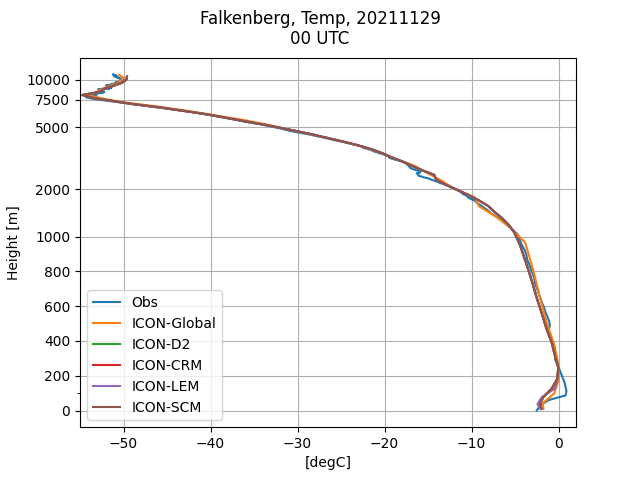 Falkenberg, Temp, 20211129
00 UTC
10000
7500
5000
2000
1000
800
600
400
200
0
Height [m]
Obs
ICON-Global
ICON-D2
ICON-CRM
ICON-LEM
ICON-SCM
−50
−40
−30
−20
−10
0
[degC]